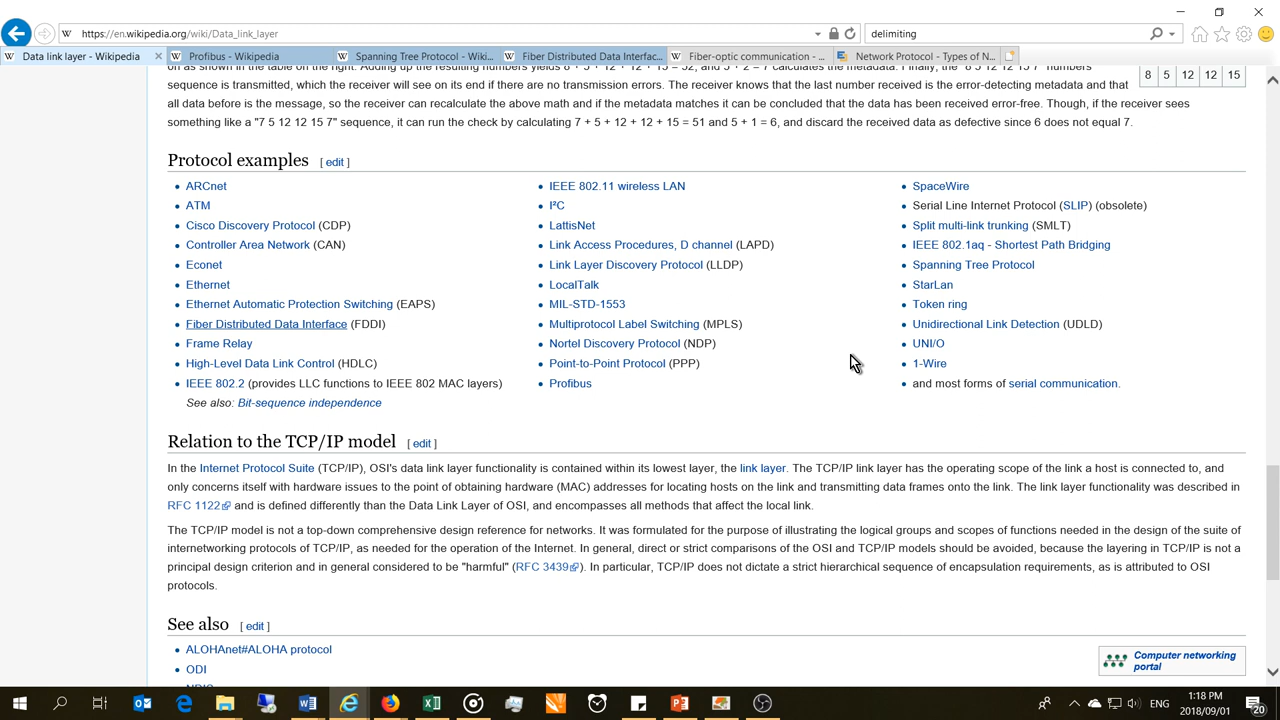 https://en.wikipedia.org/wiki/Data_link_layer
delimiting
Data link layer - Wikipedia
Profibus - Wikipedia
Spanning Tree Protocol - Wiki...
Fiber Distributed Data Interfac...
Fiber-optic communication - ...
Network Protocol - Types of N...
on as shown in the table on the right. Adding up the resulting numbers yields 8 + 5 + 12 + 12 + 15 = 52, and 5 + 2 = 7 calculates the metadata. Finally, the "8 5 12 12 15 7" numbers
8 5 12 12 15
sequence is transmitted, which the receiver will see on its end if there are no transmission errors. The receiver knows that the last number received is the error-detecting metadata and that
all data before is the message, so the receiver can recalculate the above math and if the metadata matches it can be concluded that the data has been received error-free. Though, if the receiver sees
something like a "7 5 12 12 15 7" sequence, it can run the check by calculating 7 + 5 + 12 + 12 + 15 = 51 and 5 + 1 = 6, and discard the received data as defective since 6 does not equal 7.
Protocol examples [ edit ]
ARCnet
ATM
Cisco Discovery Protocol (CDP)
Controller Area Network (CAN)
Econet
Ethernet
Ethernet Automatic Protection Switching (EAPS)
Fiber Distributed Data Interface (FDDI)
Frame Relay
High-Level Data Link Control (HDLC)
IEEE 802.2 (provides LLC functions to IEEE 802 MAC layers)
See also: Bit-sequence independence
IEEE 802.11 wireless LAN
I²C
LattisNet
Link Access Procedures, D channel (LAPD)
Link Layer Discovery Protocol (LLDP)
LocalTalk
MIL-STD-1553
Multiprotocol Label Switching (MPLS)
Nortel Discovery Protocol (NDP)
Point-to-Point Protocol (PPP)
Profibus
SpaceWire
Serial Line Internet Protocol (SLIP) (obsolete)
Split multi-link trunking (SMLT)
IEEE 802.1aq - Shortest Path Bridging
Spanning Tree Protocol
StarLan
Token ring
Unidirectional Link Detection (UDLD)
UNI/O
1-Wire
and most forms of serial communication.
Relation to the TCP/IP model [ edit ]
In the Internet Protocol Suite (TCP/IP), OSI's data link layer functionality is contained within its lowest layer, the link layer. The TCP/IP link layer has the operating scope of the link a host is connected to, and
only concerns itself with hardware issues to the point of obtaining hardware (MAC) addresses for locating hosts on the link and transmitting data frames onto the link. The link layer functionality was described in
RFC 1122 and is defined differently than the Data Link Layer of OSI, and encompasses all methods that affect the local link.
The TCP/IP model is not a top-down comprehensive design reference for networks. It was formulated for the purpose of illustrating the logical groups and scopes of functions needed in the design of the suite of
internetworking protocols of TCP/IP, as needed for the operation of the Internet. In general, direct or strict comparisons of the OSI and TCP/IP models should be avoided, because the layering in TCP/IP is not a
principal design criterion and in general considered to be "harmful" (RFC 3439). In particular, TCP/IP does not dictate a strict hierarchical sequence of encapsulation requirements, as is attributed to OSI
protocols.
See also [ edit ]
ALOHAnet#ALOHA protocol
ODI
Computer networking
portal
1:18 PM
2018/09/01
20